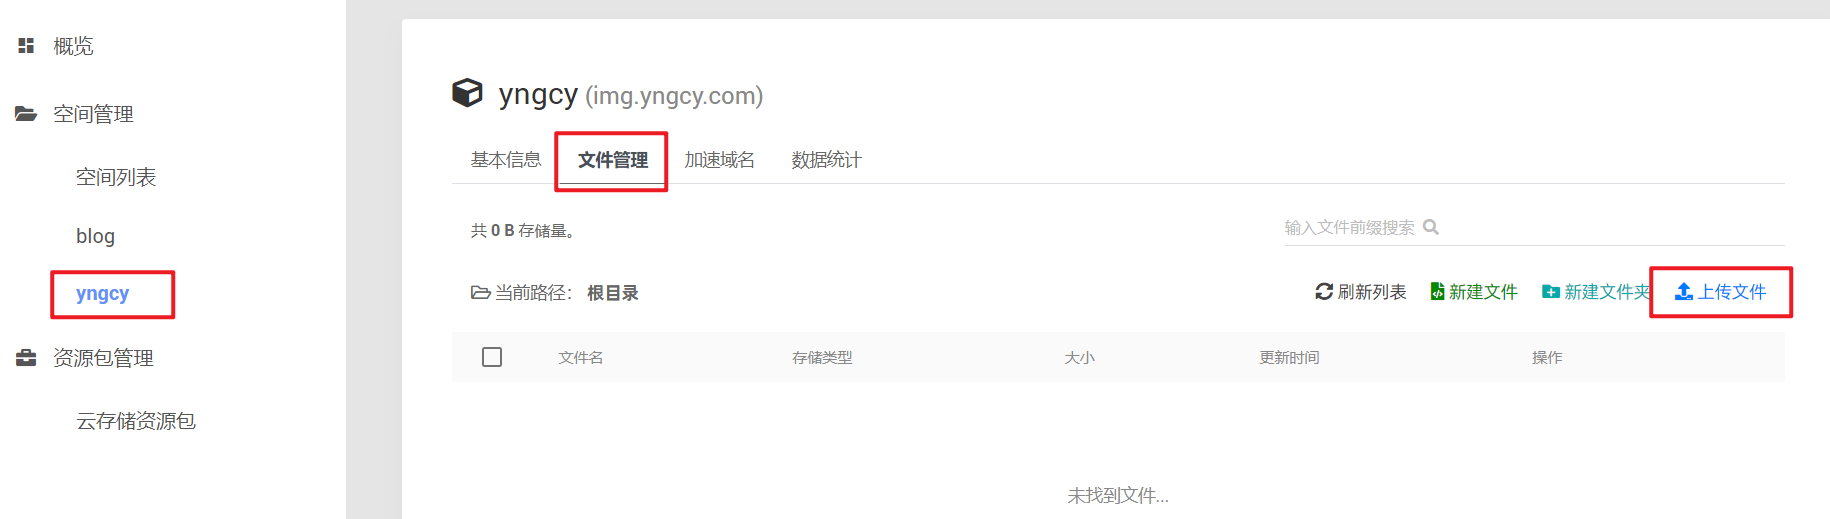 概览
空间管理
空间列表
blog
yngcy
资源包管理
云存储资源包
yngcy (img.yngcy.com)
基本信息 文件管理 加速域名 数据统计
共 0 B 存储量。
输入文件前缀搜索
当前路径： 根目录
刷新列表 新建文件 新建文件夹 上传文件
文件名 存储类型 大小 更新时间 操作
未找到文件...